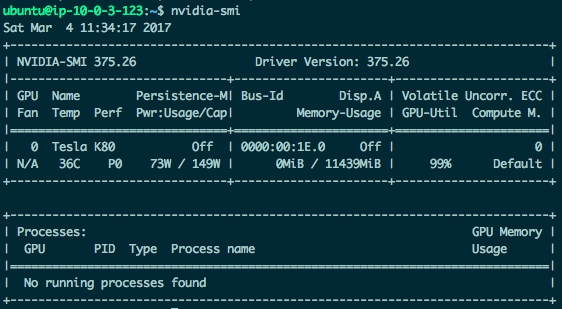 ubuntu@ip-10-0-3-123:~$ nvidia-smi
Sat Mar  4 11:34:17 2017
+-----------------------------------------------------------------------------+
| NVIDIA-SMI 375.26                 Driver Version: 375.26                    |
|-------------------------------+----------------------+----------------------+
| GPU  Name        Persistence-M| Bus-Id        Disp.A | Volatile Uncorr. ECC |
| Fan  Temp  Perf  Pwr:Usage/Cap|         Memory-Usage | GPU-Util  Compute M. |
|===============================+======================+======================|
|   0  Tesla K80           Off  | 0000:00:1E.0     Off |                    0 |
| N/A   36C    P0    73W / 149W |      0MiB / 11439MiB |     99%      Default |
+-------------------------------+----------------------+----------------------+

+-----------------------------------------------------------------------------+
| Processes:                                                       GPU Memory |
|  GPU       PID  Type  Process name                               Usage      |
|=============================================================================|
|  No running processes found                                                 |
+-----------------------------------------------------------------------------+